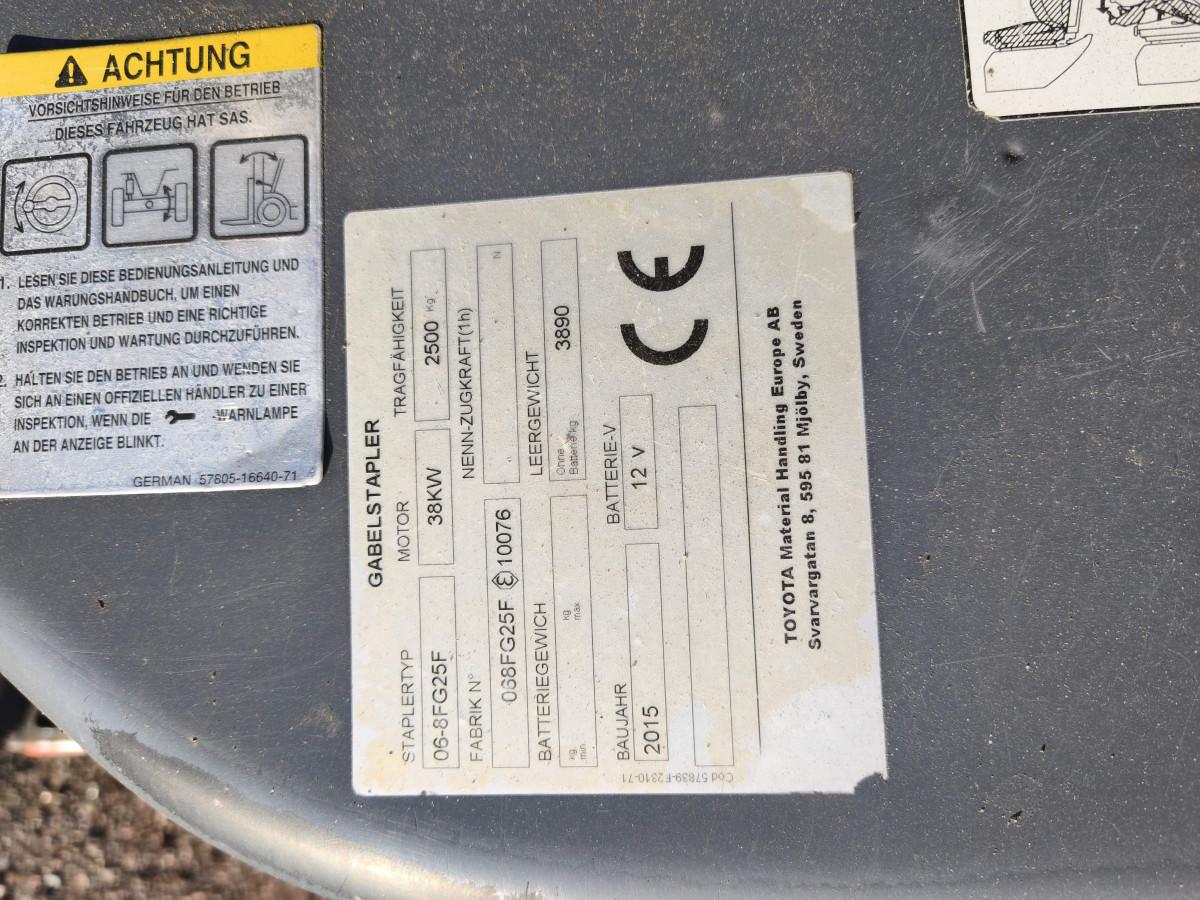 ACHTUNG
VORSICHTSHINWEISE FÜR DEN BETRIEB
DIESES FAHRZEUG HAT SAS.
1. LESEN SIE DIESE BEDIENUNGSANLEITUNG UND
DAS WARUNGSHANDBUCH, UM EINEN
KORREKTEN BETRIEB UND EINE RICHTIGE
INSPEKTION UND WARTUNG DURCHZUFÜHREN.
2. HALTEN SIE DEN BETRIEB AN UND WENDEN SIE
SICH AN EINEN OFFIZIELLEN HÄNDLER ZU EINER
INSPEKTION, WENN DIE -WARNLAMPE
AN DER ANZEIGE BLINKT.
GERMAN 57805-16640-71
GABELSTAPLER
STAPLERTYP MOTOR TRAGFÄHIGKEIT
06-8FG25F 38KW 2500 Kg
FABRIK N° NENN-ZUGKRAFT(1h)
068FG25F E 10076 N
BATTERIEGEWICH LEERGEWICHT
kg min. kg max Ohne Batterie kg 3890
BAUJAHR BATTERIE-V
2015 12 V
CE
Cod 57839-F2310-71
TOYOTA Material Handling Europe AB
Svarvargatan 8, 595 81 Mjölby, Sweden